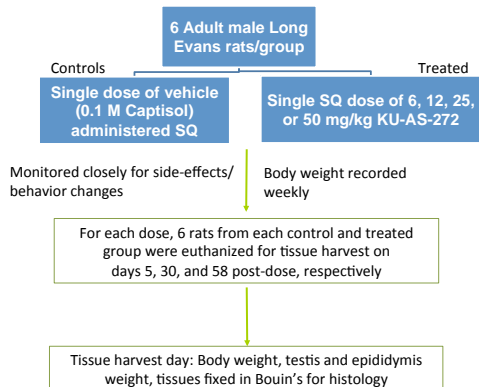 6 Adult male Long
Evans rats/group
Controls
Treated
Single dose of vehicle
(0.1 M Captisol)
administered SQ
Single SQ dose of 6, 12, 25,
or 50 mg/kg KU-AS-272
Monitored closely for side-effects/
behavior changes
Body weight recorded
weekly
For each dose, 6 rats from each control and treated
group were euthanized for tissue harvest on
days 5, 30, and 58 post-dose, respectively
Tissue harvest day: Body weight, testis and epididymis
weight, tissues fixed in Bouin's for histology